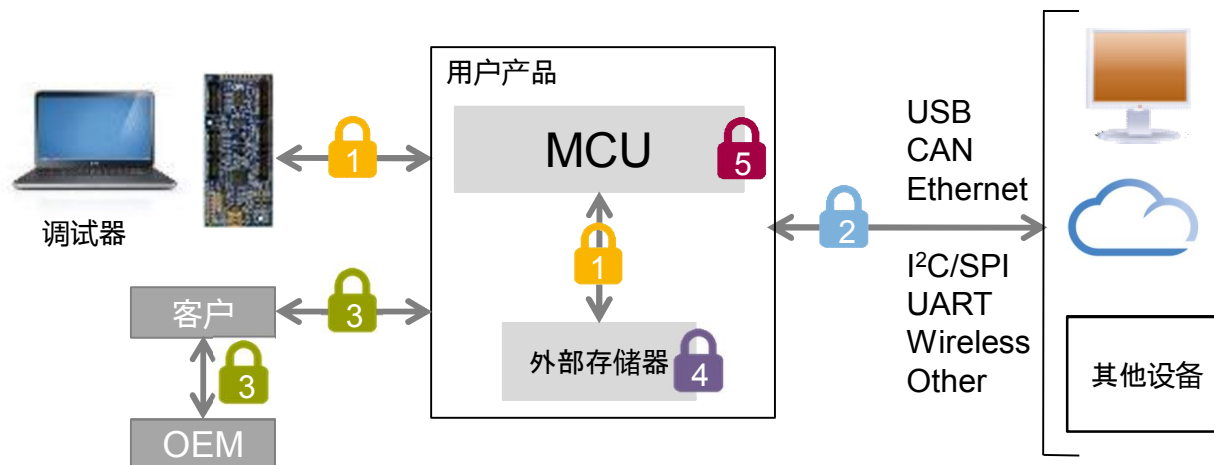 用户产品
MCU
5
1
调试器
1
USB
CAN
Ethernet
2
I²C/SPI
UART
Wireless
Other
客户
3
3
OEM
外部存储器
4
其他设备